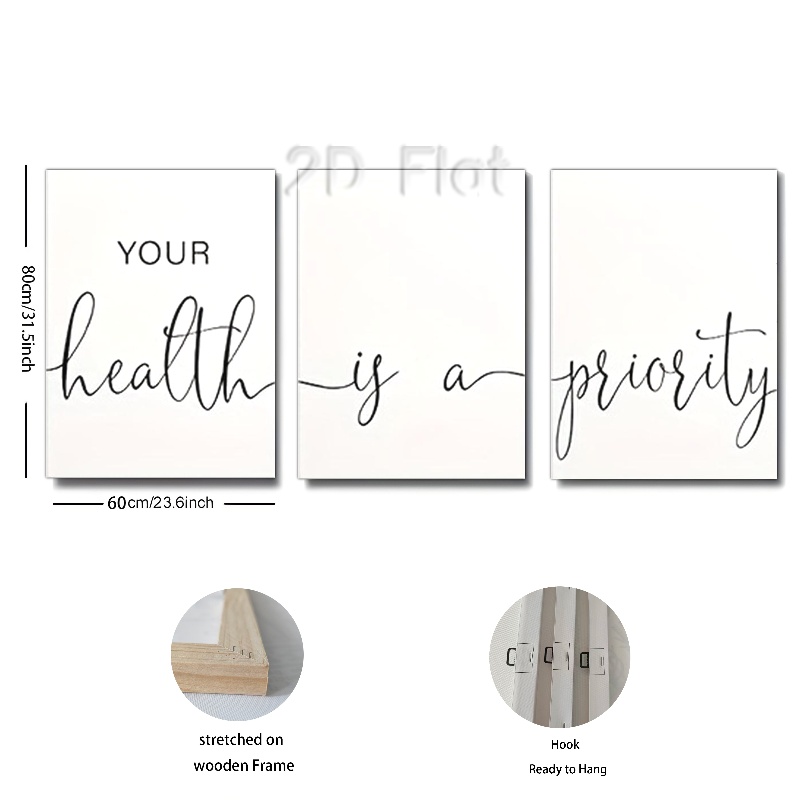 2D Flat
YOUR
health is a priority
80cm/31.5inch
60cm/23.6inch
stretched on
wooden Frame
Hook
Ready to Hang